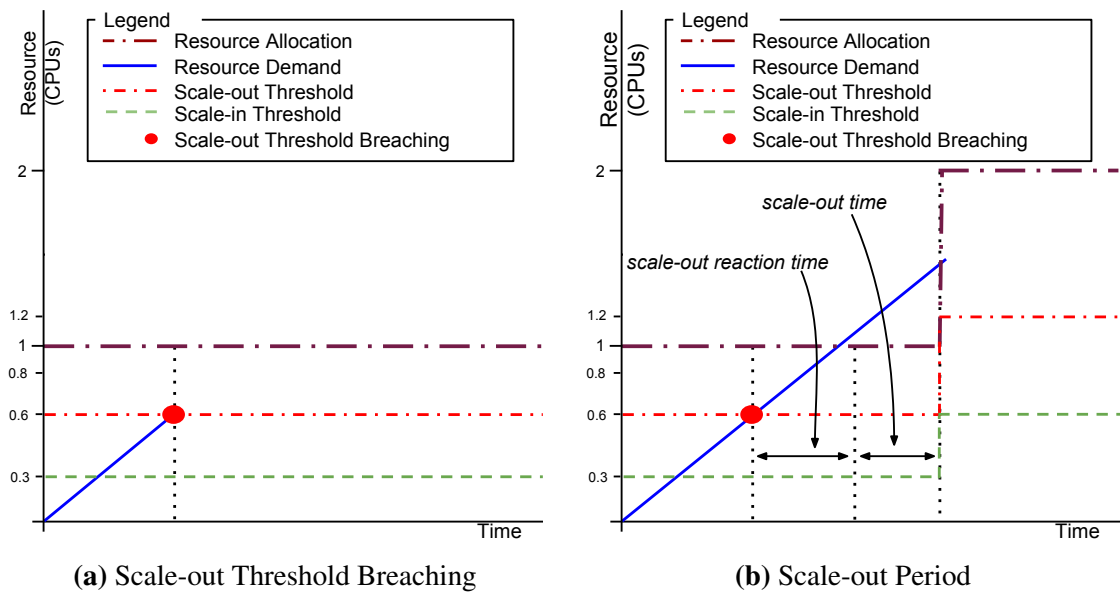 Legend
Resource Allocation
Resource Demand
Scale-out Threshold
Scale-in Threshold
Scale-out Threshold Breaching
Resource
(CPUs)
2
1.2
1
0.8
0.6
0.3
Time
(a) Scale-out Threshold Breaching
Legend
Resource Allocation
Resource Demand
Scale-out Threshold
Scale-in Threshold
Scale-out Threshold Breaching
Resource
(CPUs)
2
scale-out time
scale-out reaction time
1.2
1
0.8
0.6
0.3
Time
(b) Scale-out Period